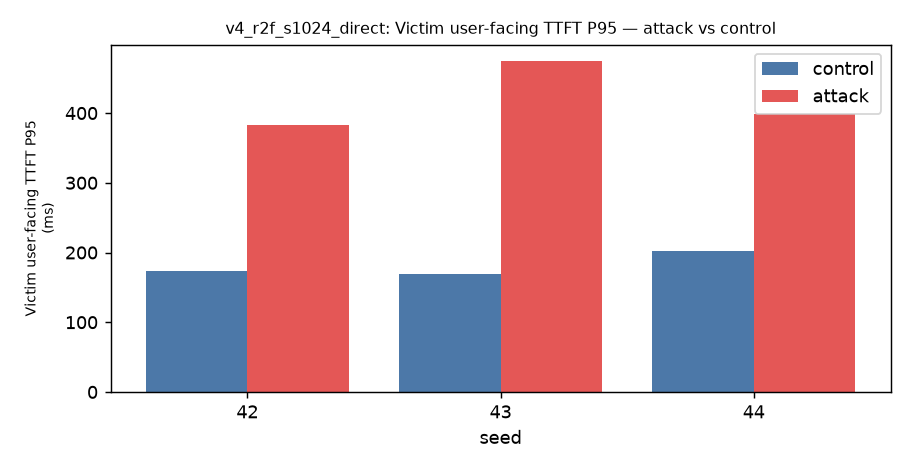 v4_r2f_s1024_direct: Victim user-facing TTFT P95 — attack vs control
Victim user-facing TTFT P95
(ms)
400
300
200
100
0
control
attack
42
43
44
seed